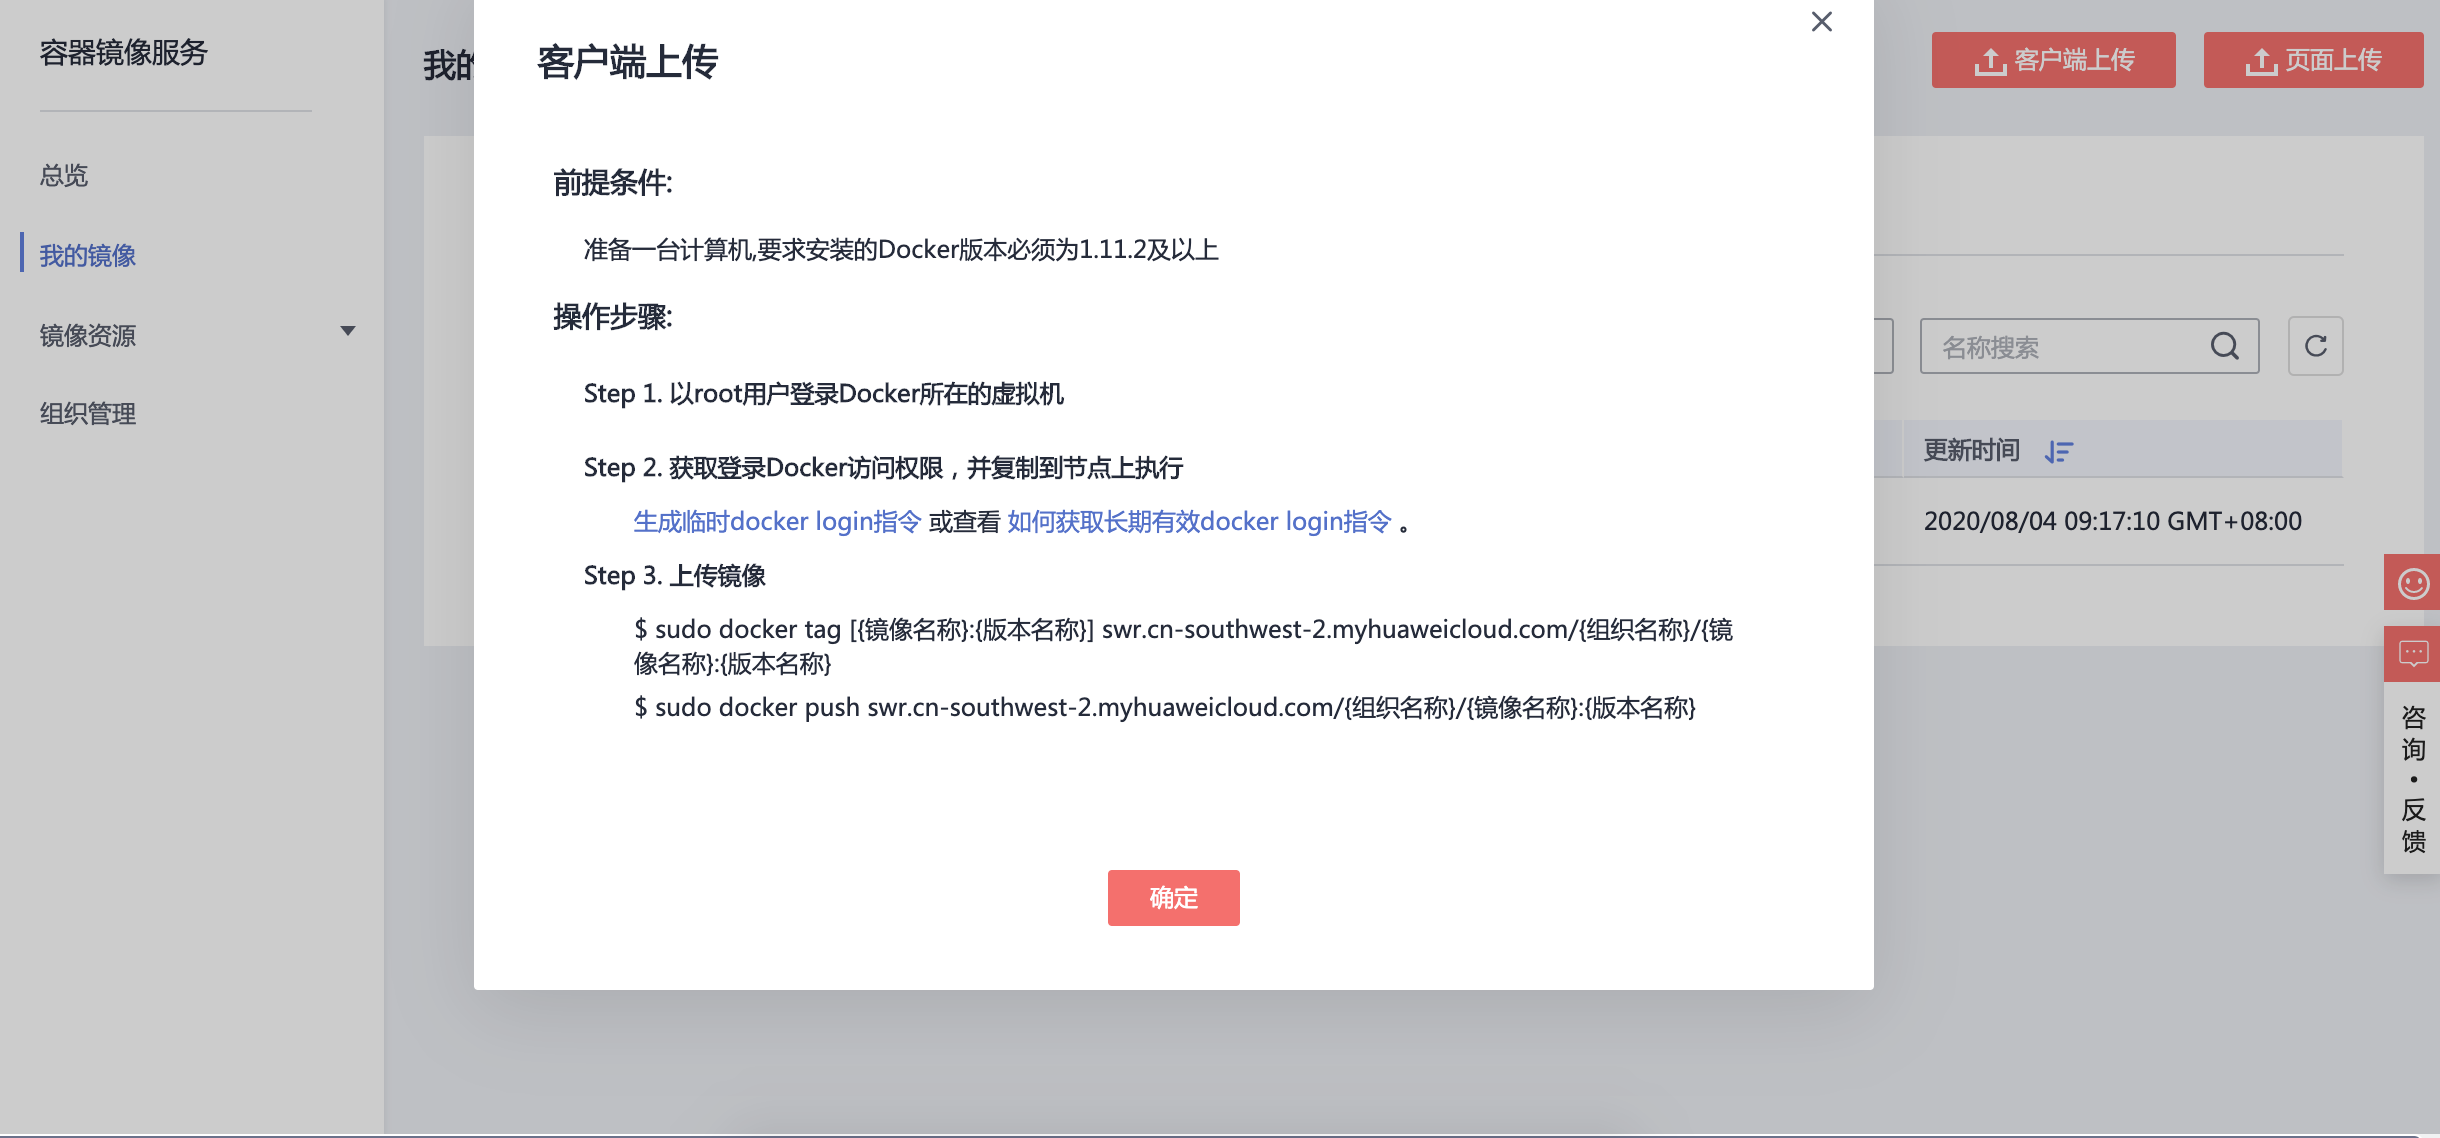 容器镜像服务
总览
我的镜像
镜像资源
组织管理
我的
客户端上传
页面上传
名称搜索
更新时间
2020/08/04 09:17:10 GMT+08:00
客户端上传
前提条件:
准备一台计算机,要求安装的Docker版本必须为1.11.2及以上
操作步骤:
Step 1. 以root用户登录Docker所在的虚拟机
Step 2. 获取登录Docker访问权限，并复制到节点上执行
生成临时docker login指令 或查看 如何获取长期有效docker login指令 。
Step 3. 上传镜像
$ sudo docker tag [{镜像名称}:{版本名称}] swr.cn-southwest-2.myhuaweicloud.com/{组织名称}/{镜
像名称}:{版本名称}
$ sudo docker push swr.cn-southwest-2.myhuaweicloud.com/{组织名称}/{镜像名称}:{版本名称}
确定
咨
询
•
反
馈